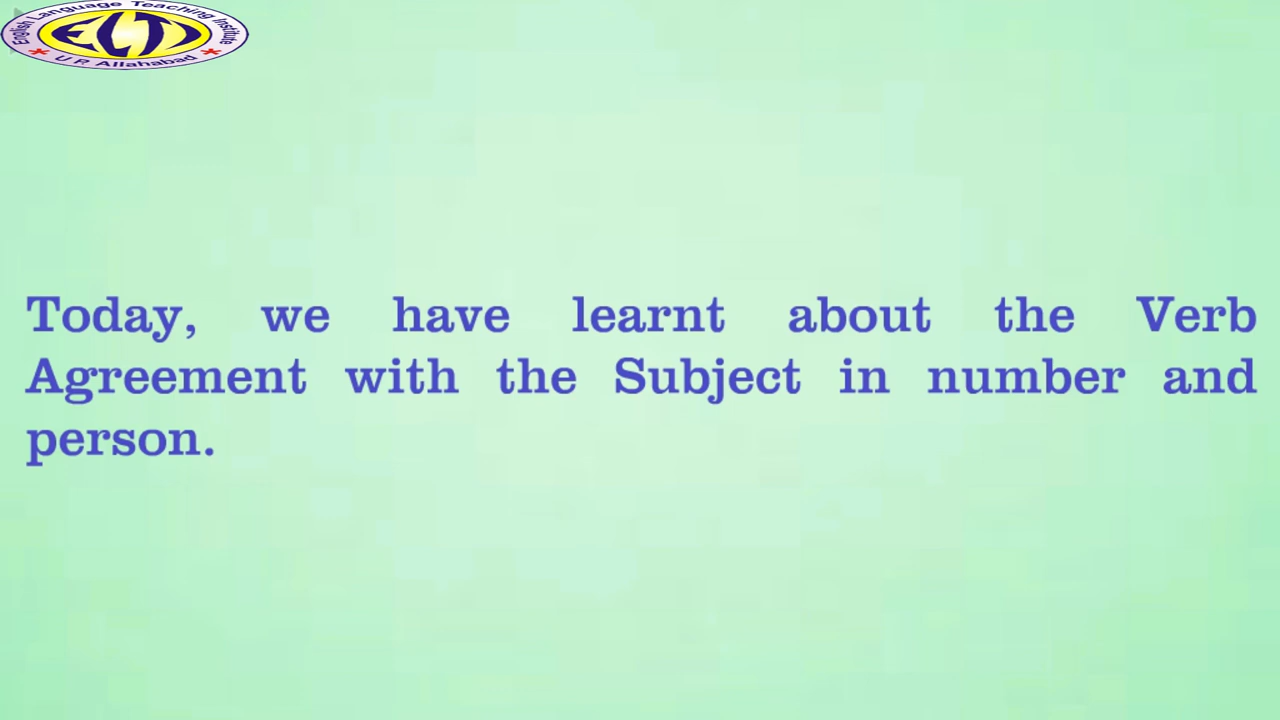 English Language Teaching Institute
ELTI
U P Allahabad
Today, we have learnt about the Verb
Agreement with the Subject in number and
person.